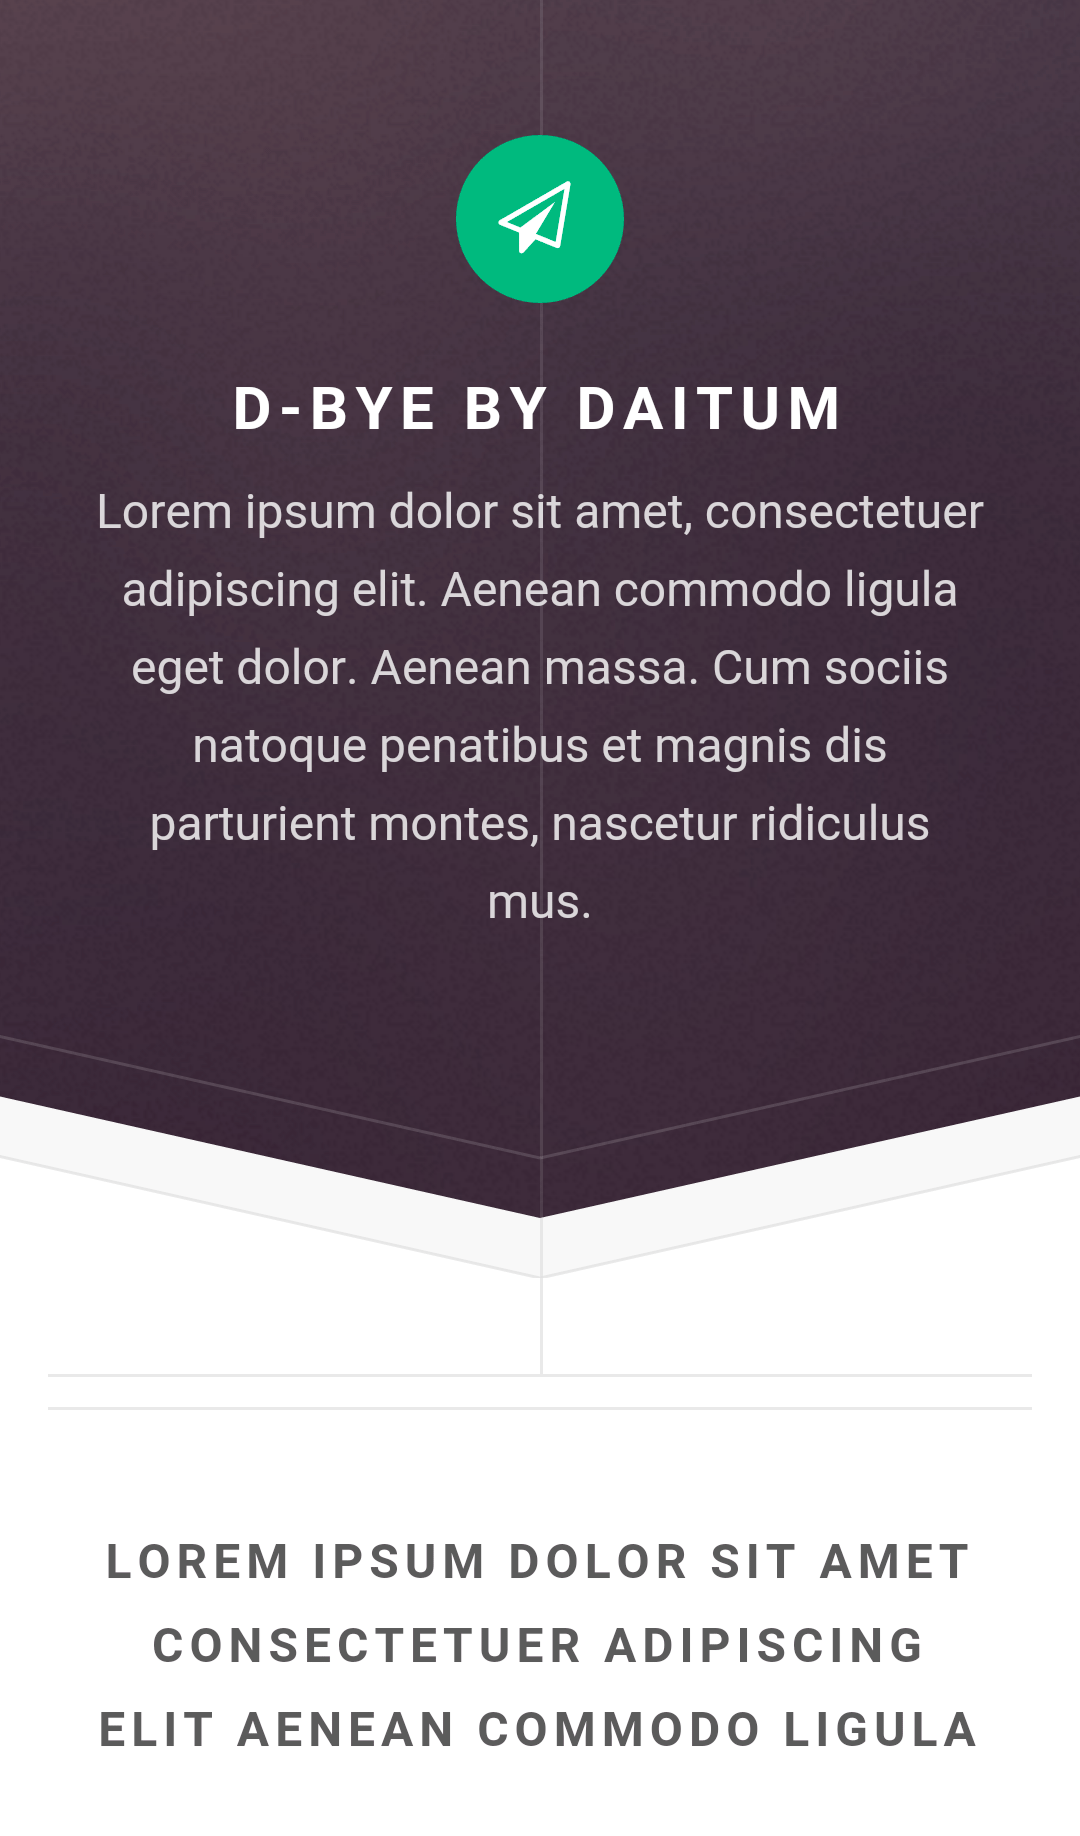 D-BYE BY DAITUM
Lorem ipsum dolor sit amet, consectetuer
adipiscing elit. Aenean commodo ligula
eget dolor. Aenean massa. Cum sociis
natoque penatibus et magnis dis
parturient montes, nascetur ridiculus
mus.
LOREM IPSUM DOLOR SIT AMET
CONSECTETUER ADIPISCING
ELIT AENEAN COMMODO LIGULA